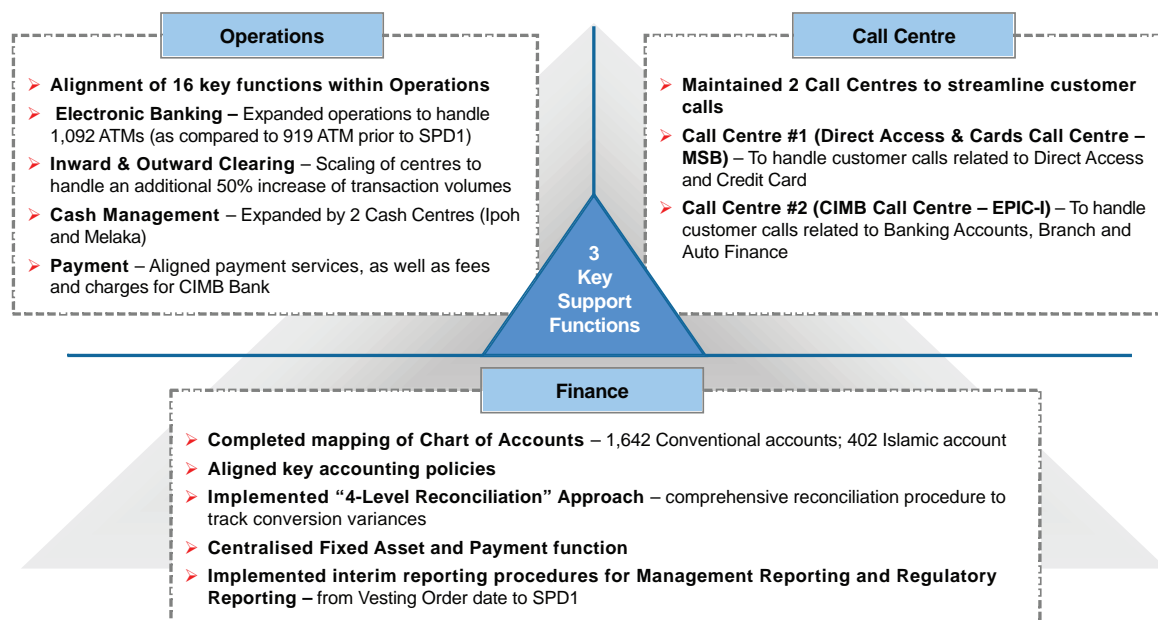 Operations
➢ Alignment of 16 key functions within Operations
➢ Electronic Banking – Expanded operations to handle
1,092 ATMs (as compared to 919 ATM prior to SPD1)
➢ Inward & Outward Clearing – Scaling of centres to
handle an additional 50% increase of transaction volumes
➢ Cash Management – Expanded by 2 Cash Centres (Ipoh
and Melaka)
➢ Payment – Aligned payment services, as well as fees
and charges for CIMB Bank
Call Centre
➢ Maintained 2 Call Centres to streamline customer
calls
➢ Call Centre #1 (Direct Access & Cards Call Centre –
MSB) – To handle customer calls related to Direct Access
and Credit Card
➢ Call Centre #2 (CIMB Call Centre – EPIC-I) – To handle
customer calls related to Banking Accounts, Branch and
Auto Finance
3
Key
Support
Functions
Finance
➢ Completed mapping of Chart of Accounts – 1,642 Conventional accounts; 402 Islamic account
➢ Aligned key accounting policies
➢ Implemented “4-Level Reconciliation” Approach – comprehensive reconciliation procedure to
track conversion variances
➢ Centralised Fixed Asset and Payment function
➢ Implemented interim reporting procedures for Management Reporting and Regulatory
Reporting – from Vesting Order date to SPD1